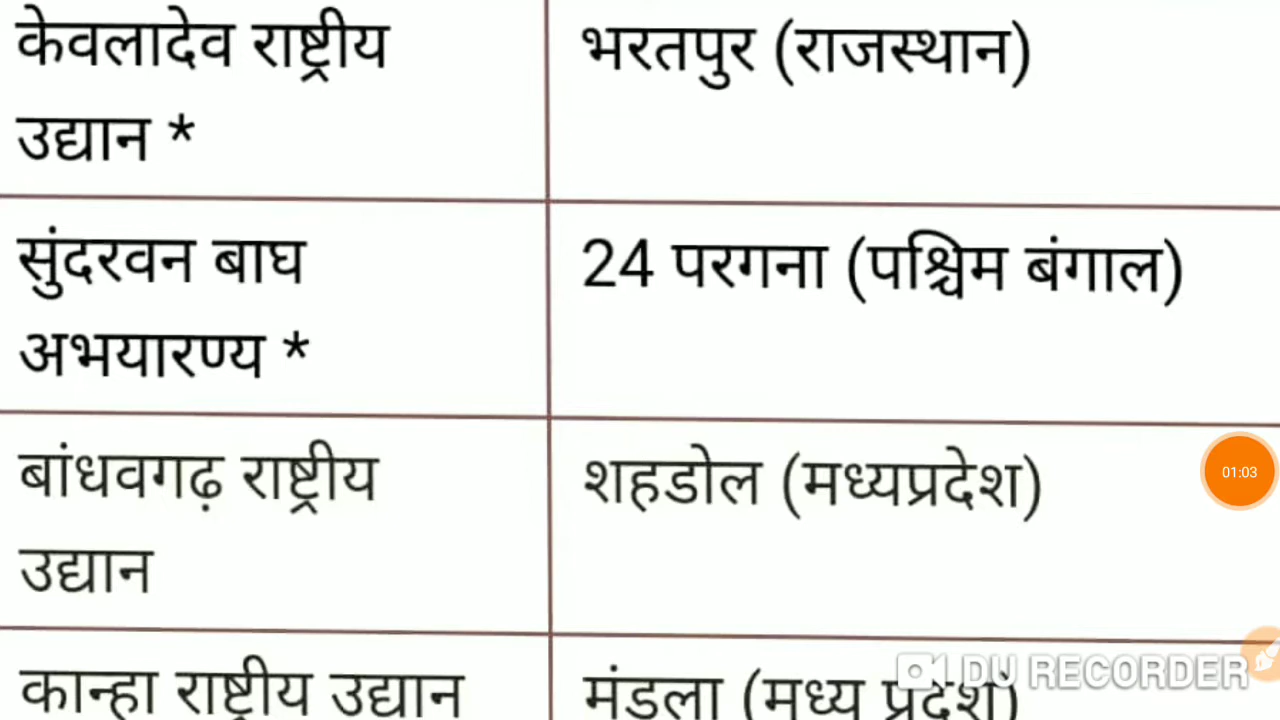 केवलादेव राष्ट्रीय
उद्यान *
भरतपुर (राजस्थान)
सुंदरवन बाघ
अभयारण्य *
24 परगना (पश्चिम बंगाल)
बांधवगढ़ राष्ट्रीय
उद्यान
शहडोल (मध्यप्रदेश)
01:03
कान्हा राष्ट्रीय उद्यान
मंडला (मध्य प्रदेश)
DU RECORDER